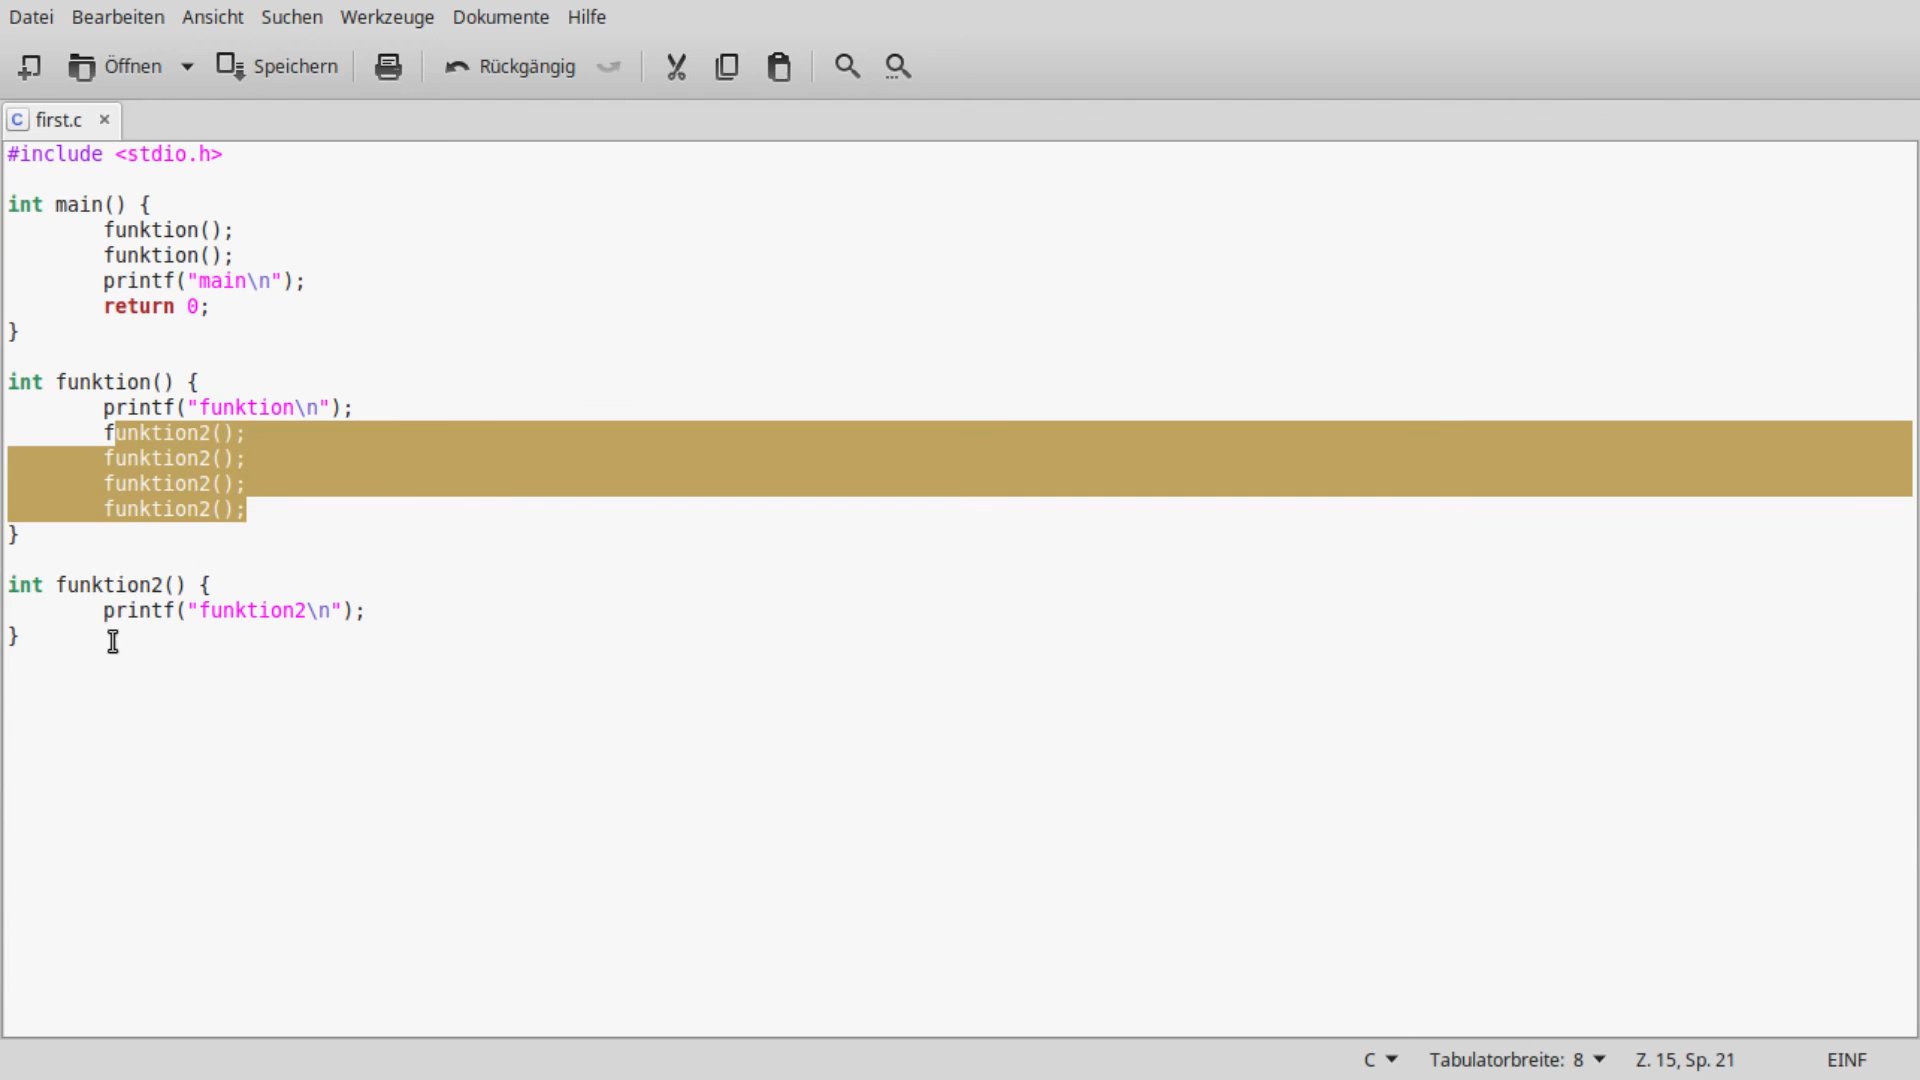 Datei Bearbeiten Ansicht Suchen Werkzeuge Dokumente Hilfe
Öffnen Speichern Rückgängig
C first.c ×
#include <stdio.h>
int main() {
funktion();
funktion();
printf("main\n");
return 0;
}
int funktion() {
printf("funktion\n");
funktion2();
funktion2();
funktion2();
funktion2();
}
int funktion2() {
printf("funktion2\n");
}
C Tabulatorbreite: 8 Z. 15, Sp. 21 EINF